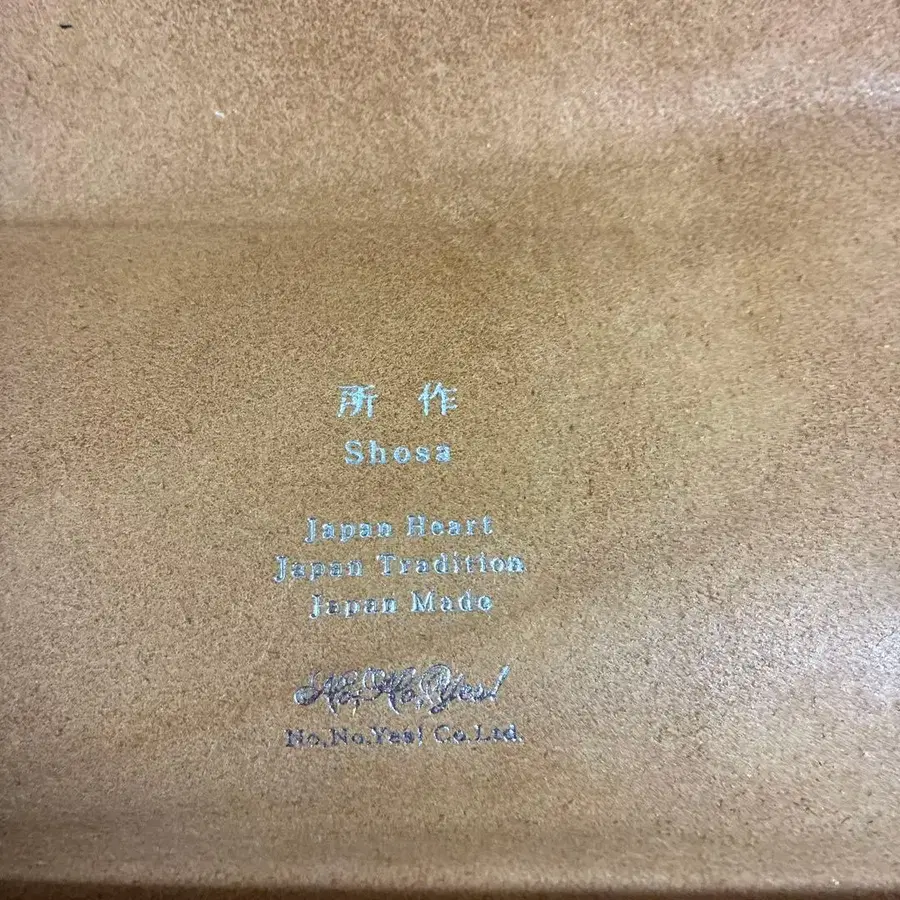 所作
Shosa
Japan Heart
Japan Tradition
Japan Made
No, No, Yes!
No,No,Yes! Co.Ltd.